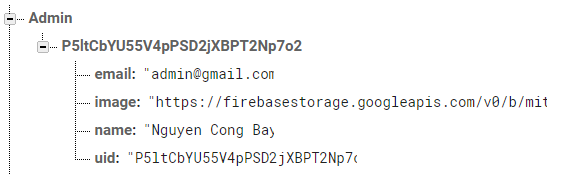 Admin
P5ltCbYU55V4pPSD2jXBPT2Np7o2
email: "admin@gmail.com
image: "https://firebasestorage.googleapis.com/v0/b/mit
name: "Nguyen Cong Bay
uid: "P5ltCbYU55V4pPSD2jXBPT2Np7o